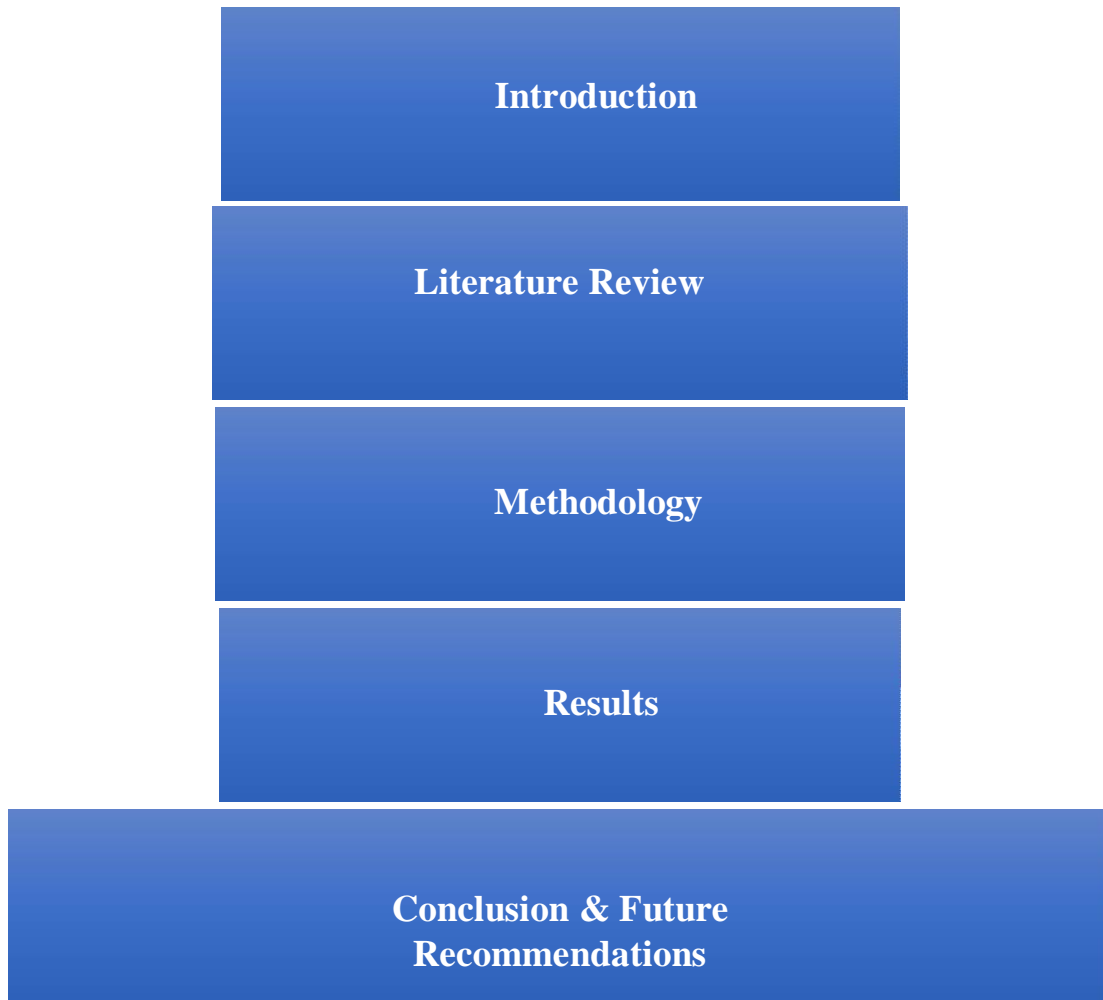 Introduction
Literature Review
Methodology
Results
Conclusion & Future
Recommendations